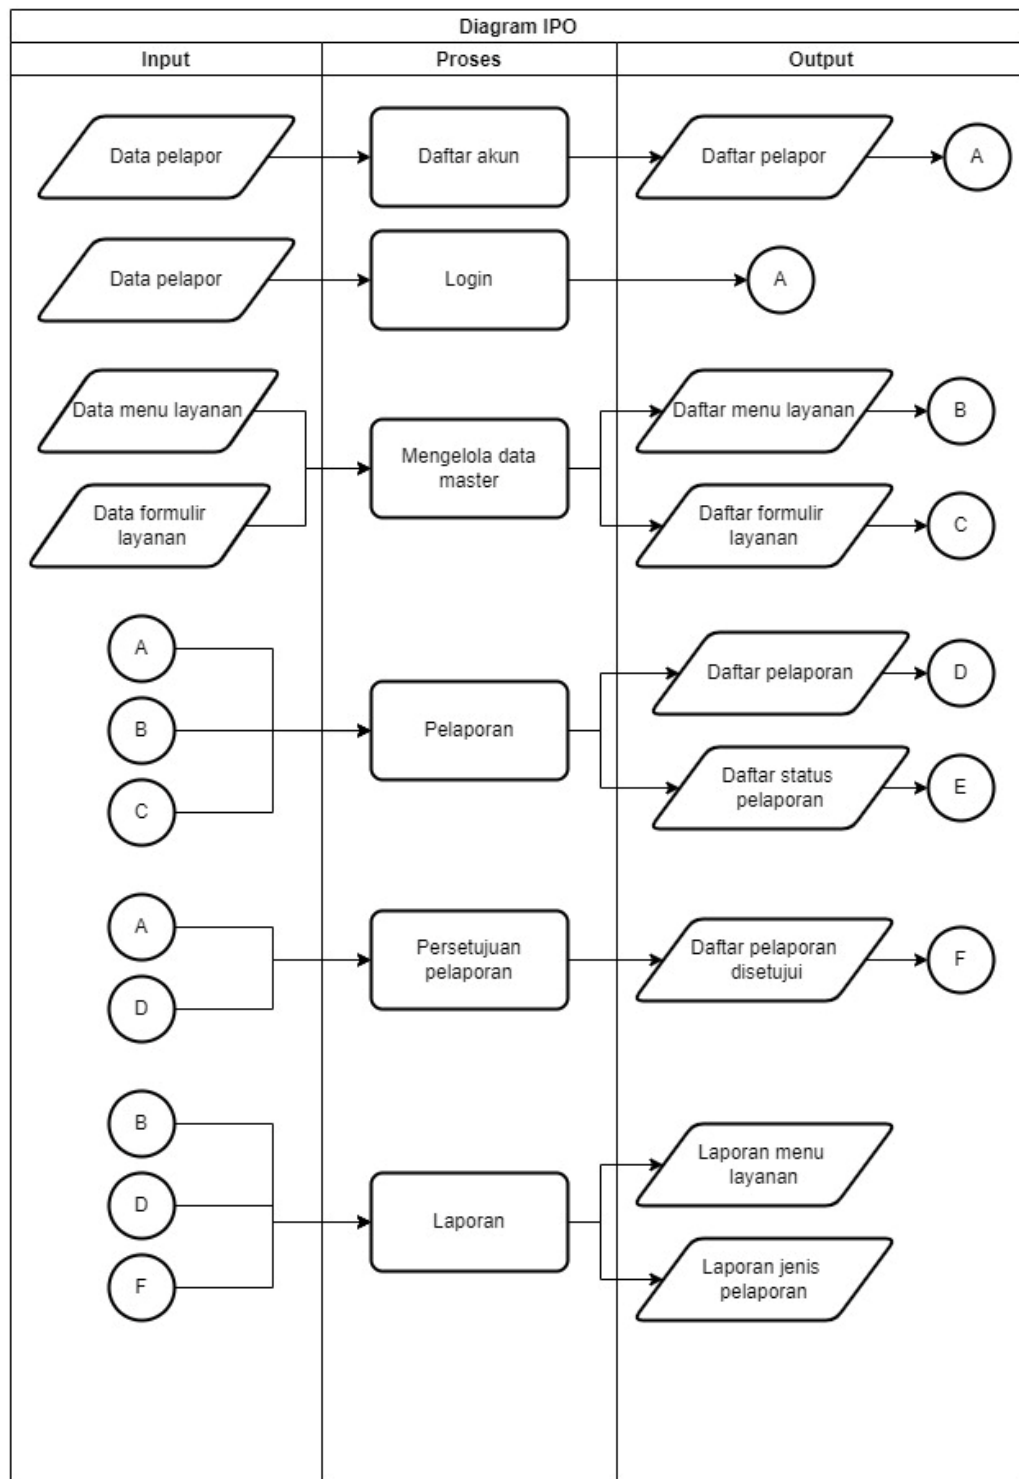 Diagram IPO
Input
Proses
Output
Data pelapor
Daftar akun
Daftar pelapor
A
Data pelapor
Login
A
Data menu layanan
Daftar menu layanan
B
Mengelola data
master
Data formulir
layanan
Daftar formulir
layanan
C
A
B
C
Pelaporan
Daftar pelaporan
D
Daftar status
pelaporan
E
A
D
Persetujuan
pelaporan
Daftar pelaporan
disetujui
F
B
D
F
Laporan
Laporan menu
layanan
Laporan jenis
pelaporan